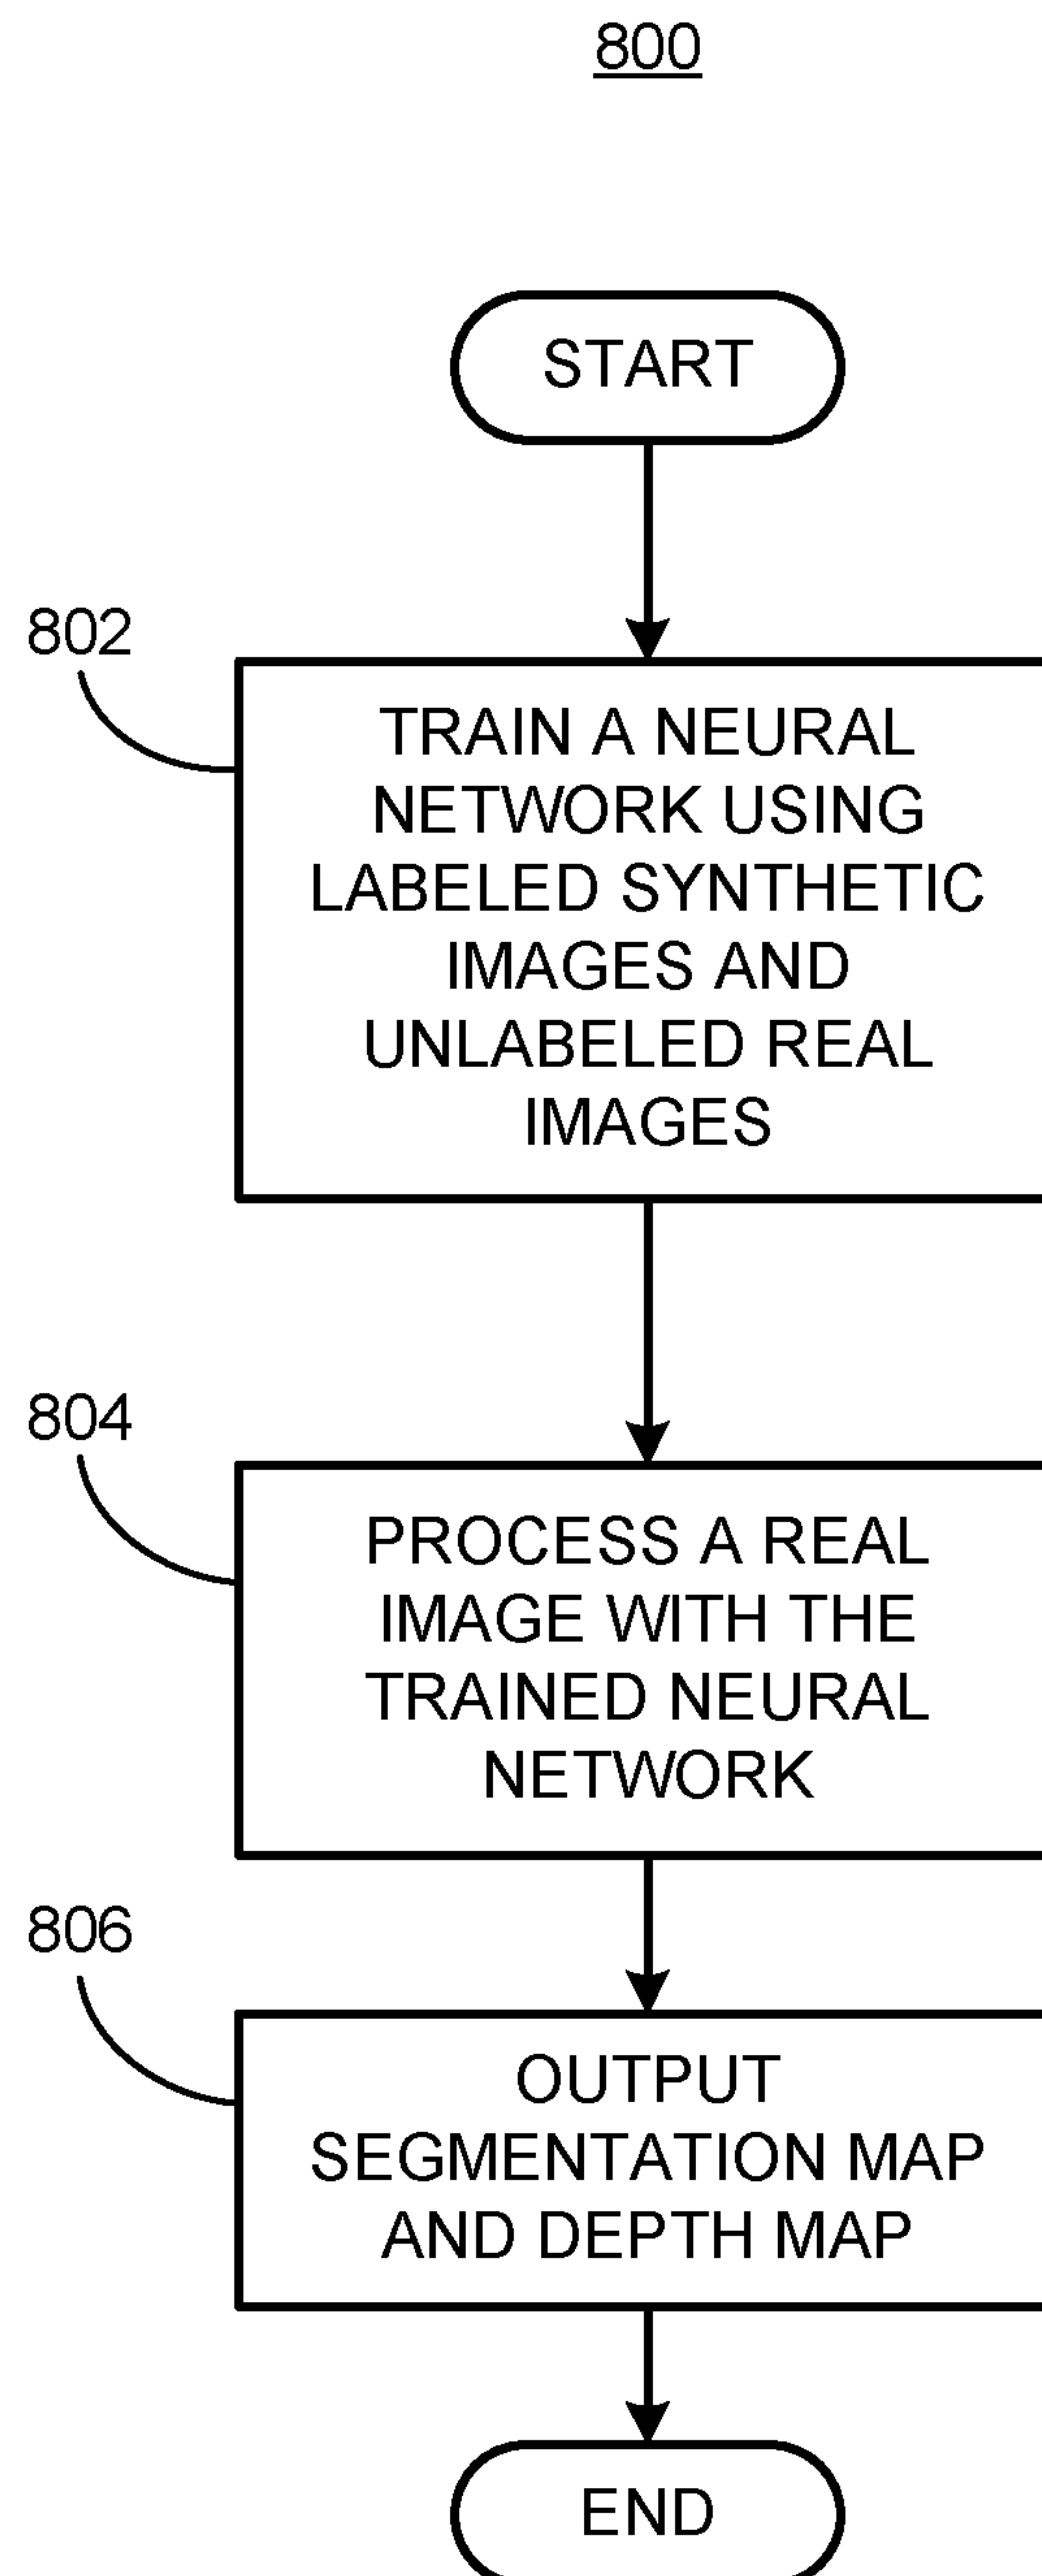 800
START
802
TRAIN A NEURAL
NETWORK USING
LABELED SYNTHETIC
IMAGES AND
UNLABELED REAL
IMAGES
804
PROCESS A REAL
IMAGE WITH THE
TRAINED NEURAL
NETWORK
806
OUTPUT
SEGMENTATION MAP
AND DEPTH MAP
END